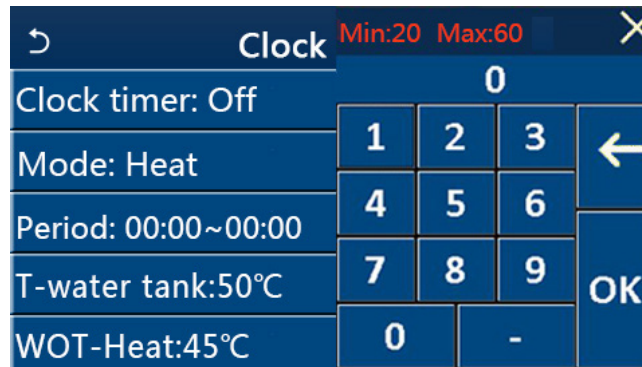 Clock
Clock timer: Off
Mode: Heat
Period: 00:00~00:00
T-water tank:50℃
WOT-Heat:45℃
Min:20 Max:60
0
1 2 3
4 5 6
7 8 9
OK
0 -